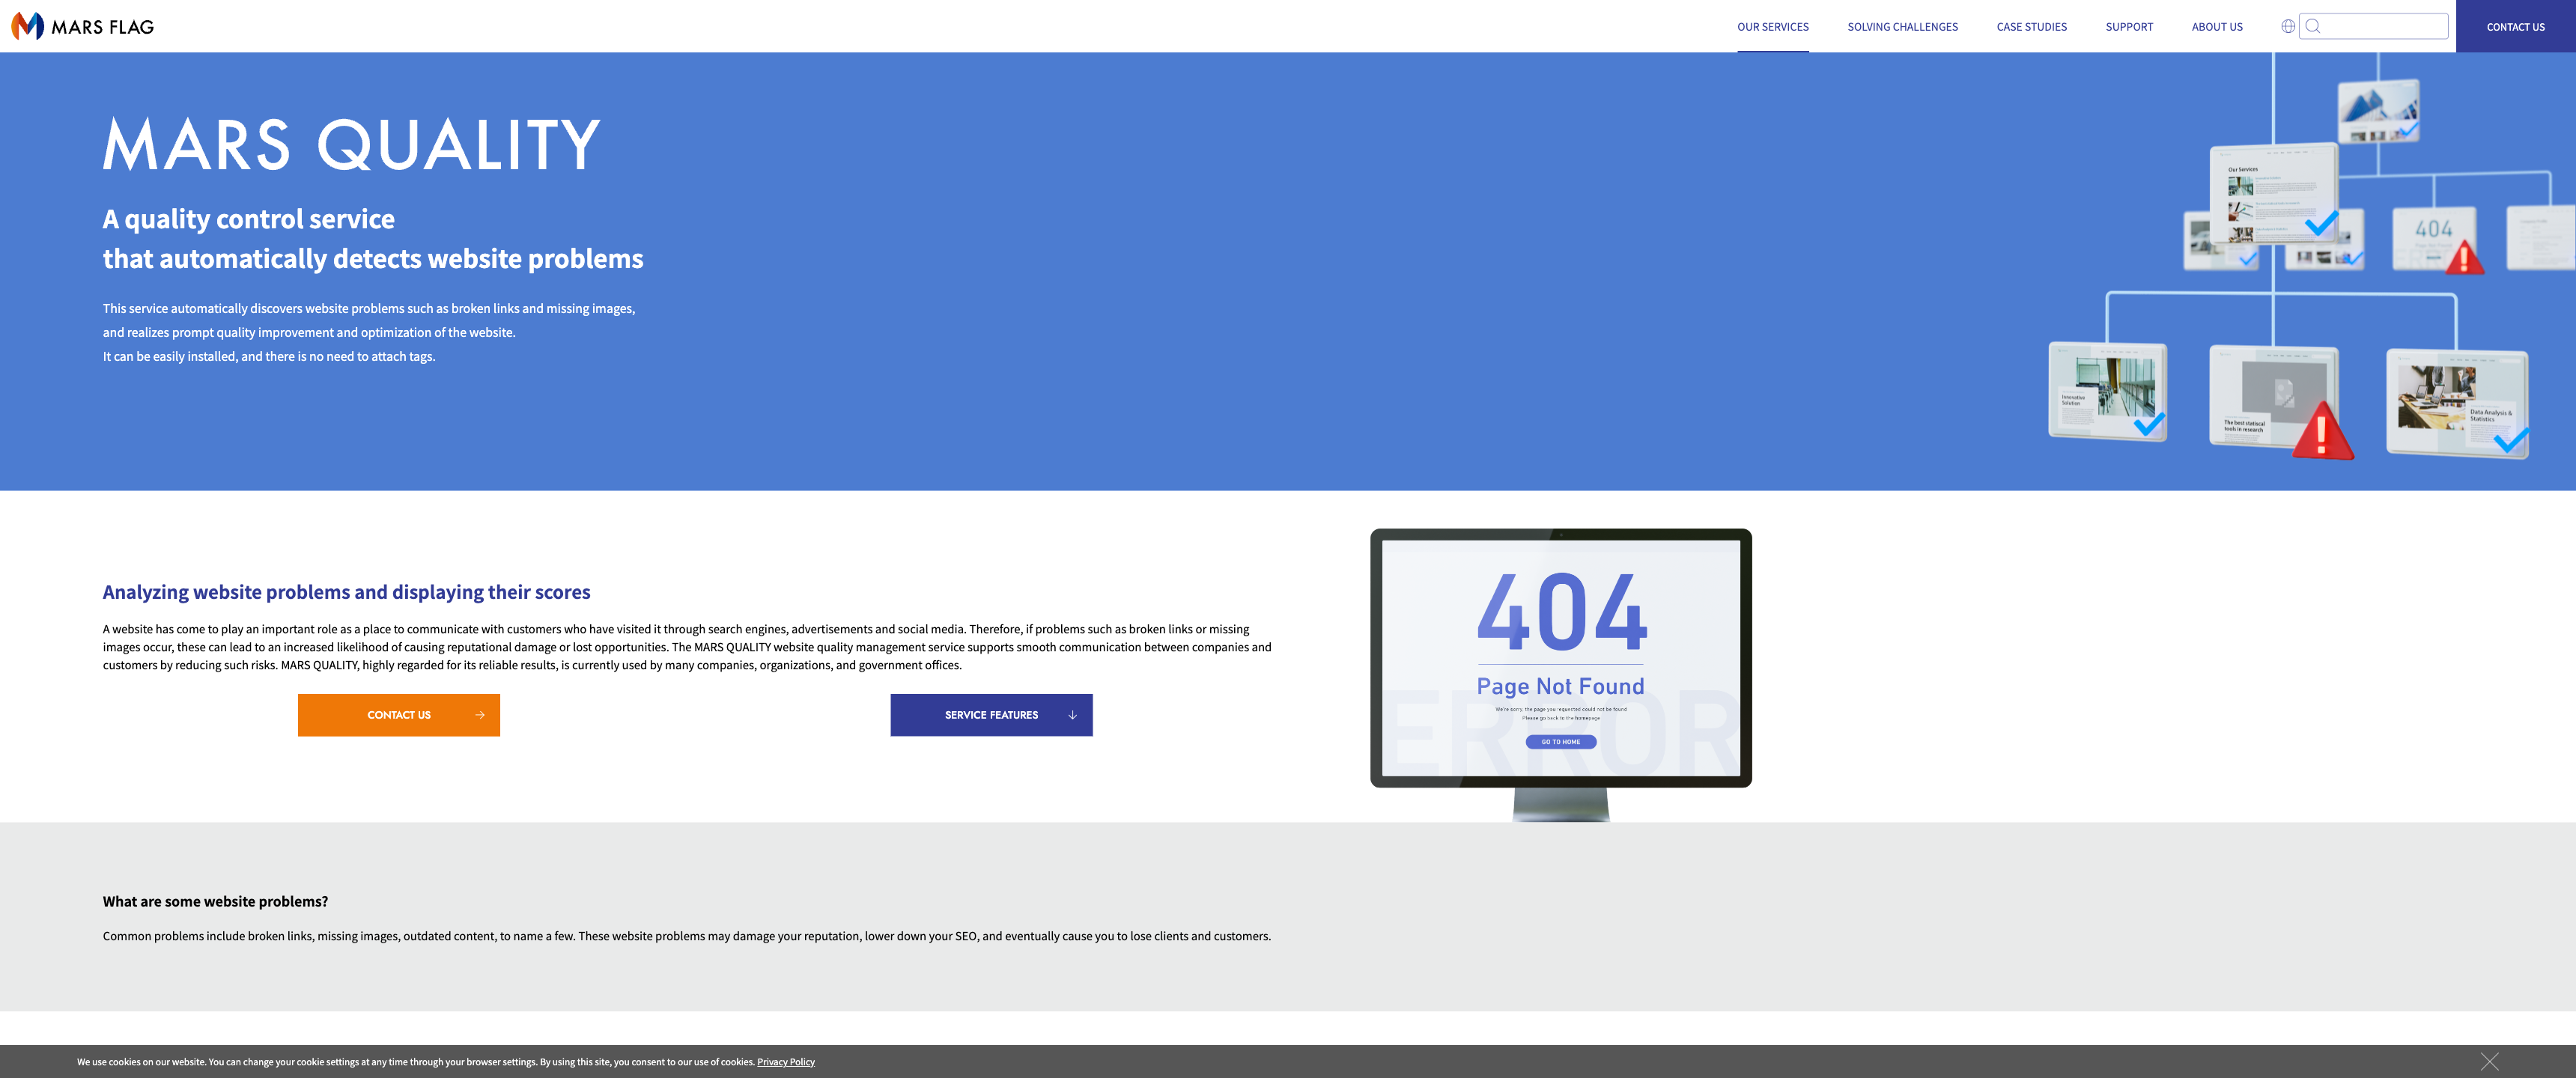 MARS FLAG
OUR SERVICES
SOLVING CHALLENGES
CASE STUDIES
SUPPORT
ABOUT US
CONTACT US
MARS QUALITY
A quality control service
that automatically detects website problems
This service automatically discovers website problems such as broken links and missing images,
and realizes prompt quality improvement and optimization of the website.
It can be easily installed, and there is no need to attach tags.
Our Services
404
Innovative
Solution
The best statiscal
tools in research
Data Analysis &
Statistics
Analyzing website problems and displaying their scores
A website has come to play an important role as a place to communicate with customers who have visited it through search engines, advertisements and social media. Therefore, if problems such as broken links or missing
images occur, these can lead to an increased likelihood of causing reputational damage or lost opportunities. The MARS QUALITY website quality management service supports smooth communication between companies and
customers by reducing such risks. MARS QUALITY, highly regarded for its reliable results, is currently used by many companies, organizations, and government offices.
CONTACT US
SERVICE FEATURES
404
Page Not Found
We're sorry, the page you requested could not be found
Please go back to the homepage
GO TO HOME
ERROR
What are some website problems?
Common problems include broken links, missing images, outdated content, to name a few. These website problems may damage your reputation, lower down your SEO, and eventually cause you to lose clients and customers.
We use cookies on our website. You can change your cookie settings at any time through your browser settings. By using this site, you consent to our use of cookies. Privacy Policy